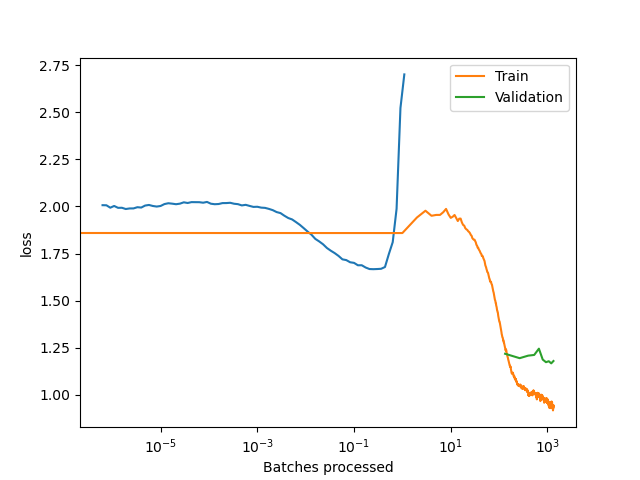 2.75
2.50
2.25
2.00
1.75
1.50
1.25
1.00
loss
Train
Validation
10⁻⁵ 10⁻³ 10⁻¹ 10¹ 10³
Batches processed